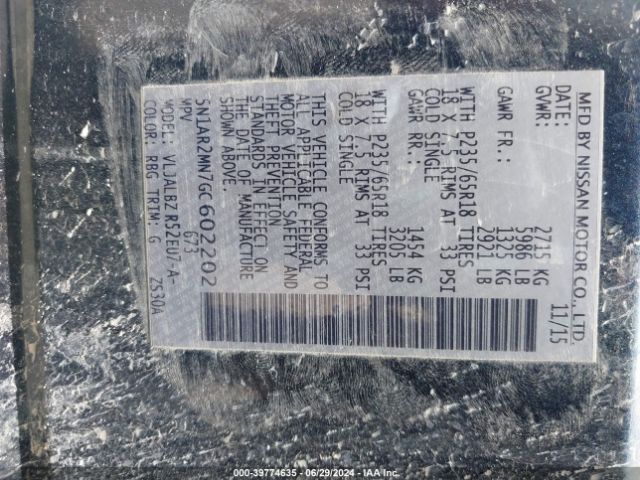 MFD BY NISSAN MOTOR CO., LTD.
DATE: 11/15
GVWR: 2715 KG
5986 LB
GAWR FR: 1325 KG
2921 LB
WITH P235/65R18 TIRES
18 X 7.5 RIMS AT 33 PSI
COLD SINGLE
GAWR RR: 1454 KG
3205 LB
WITH P235/65R18 TIRES
18 X 7.5 RIMS AT 33 PSI
COLD SINGLE
THIS VEHICLE CONFORMS TO
ALL APPLICABLE FEDERAL
MOTOR VEHICLE SAFETY AND
THEFT PREVENTION
STANDARDS IN EFFECT ON
THE DATE OF MANUFACTURE
SHOWN ABOVE.
5N1AR2MN7GC602202
MPV 673
MODEL: VLJALBZ R52EU7-A-
COLOR: RBG TRIM: G ZS30A
000-39774635 - 06/29/2024 - IAA Inc.